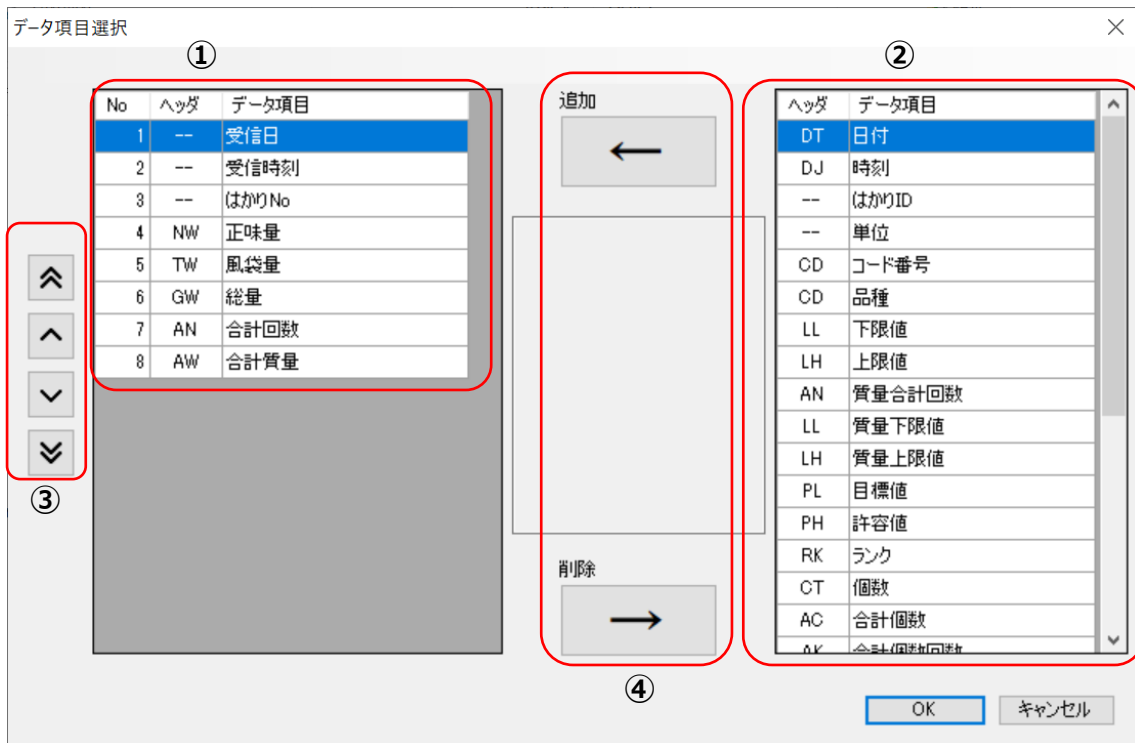 データ項目選択
①
②
No ヘッダ データ項目
1 -- 受信日
2 -- 受信時刻
3 -- はかりNo
4 NW 正味量
5 TW 風袋量
6 GW 総量
7 AN 合計回数
8 AW 合計質量
③
追加
←
削除
→
④
ヘッダ データ項目
DT 日付
DJ 時刻
-- はかりID
-- 単位
CD コード番号
CD 品種
LL 下限値
LH 上限値
AN 質量合計回数
LL 質量下限値
LH 質量上限値
PL 目標値
PH 許容値
RK ランク
CT 個数
AC 合計個数
AK 合計個数回数
OK キャンセル